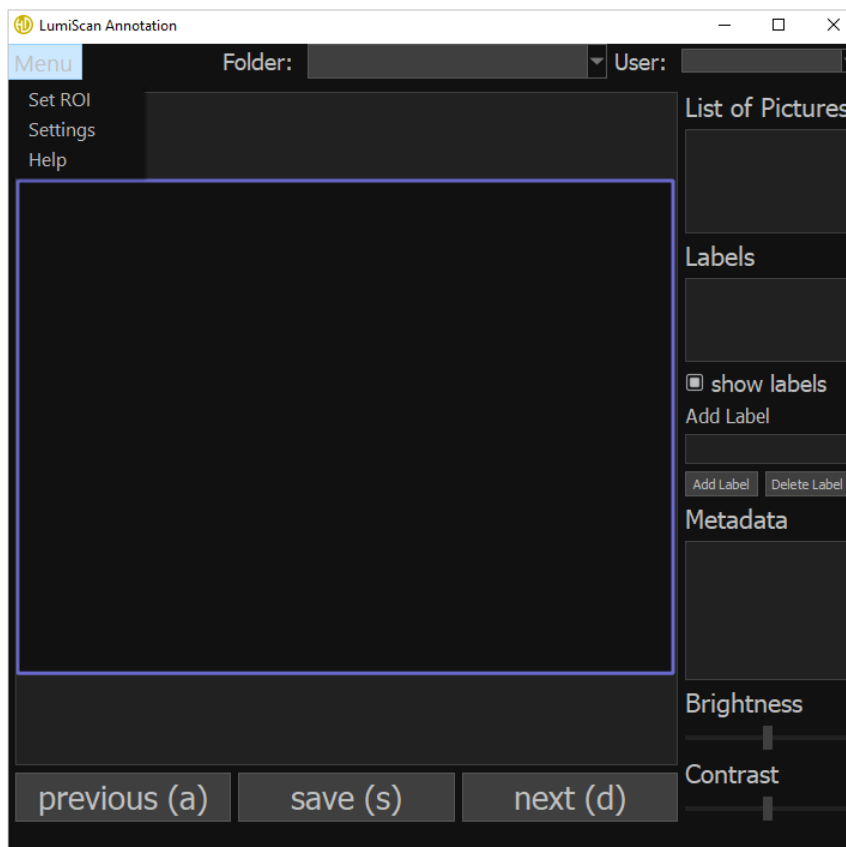 LumiScan Annotation
Menu Folder: User:
Set ROI
Settings
Help
List of Pictures
Labels
show labels
Add Label
Add Label Delete Label
Metadata
Brightness
Contrast
previous (a) save (s) next (d)